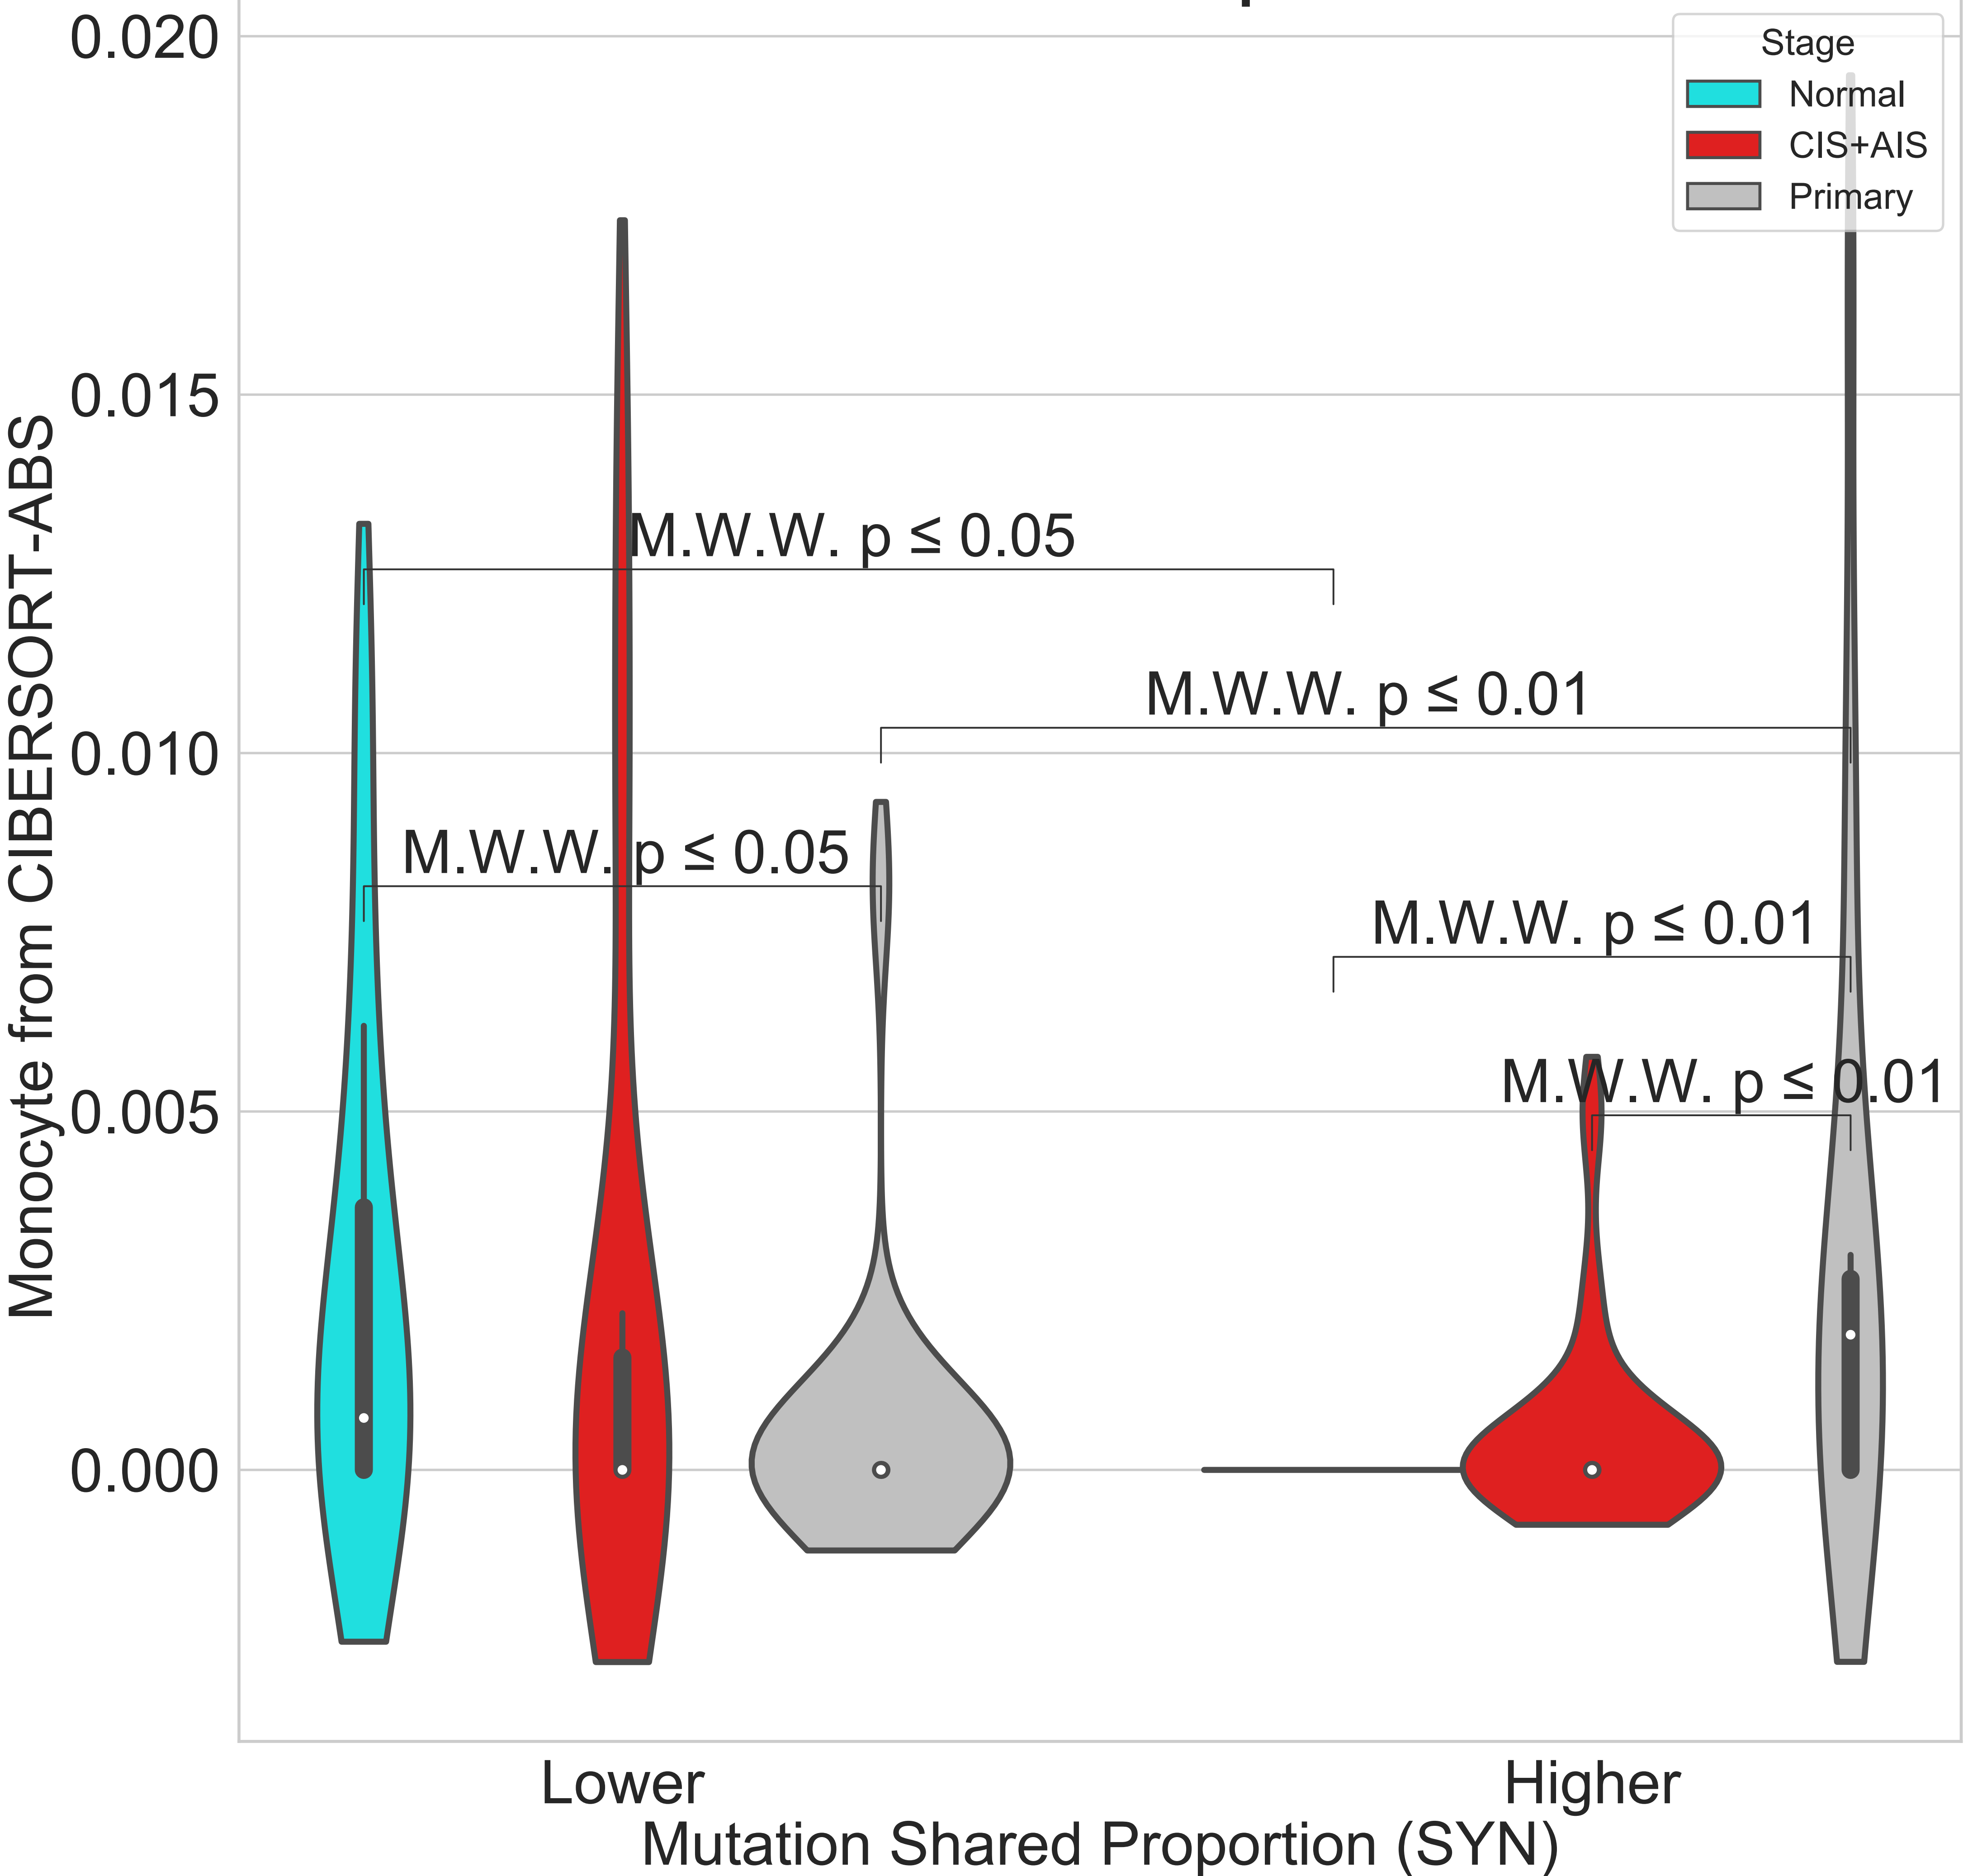 Stage
Normal
CIS+AIS
Primary
0.020
0.015
0.010
0.005
0.000
Monocyte from CIBERSORT-ABS
M.W.W. p ≤ 0.05
M.W.W. p ≤ 0.01
M.W.W. p ≤ 0.05
M.W.W. p ≤ 0.01
M.W.W. p ≤ 0.01
Lower
Higher
Mutation Shared Proportion (SYN)